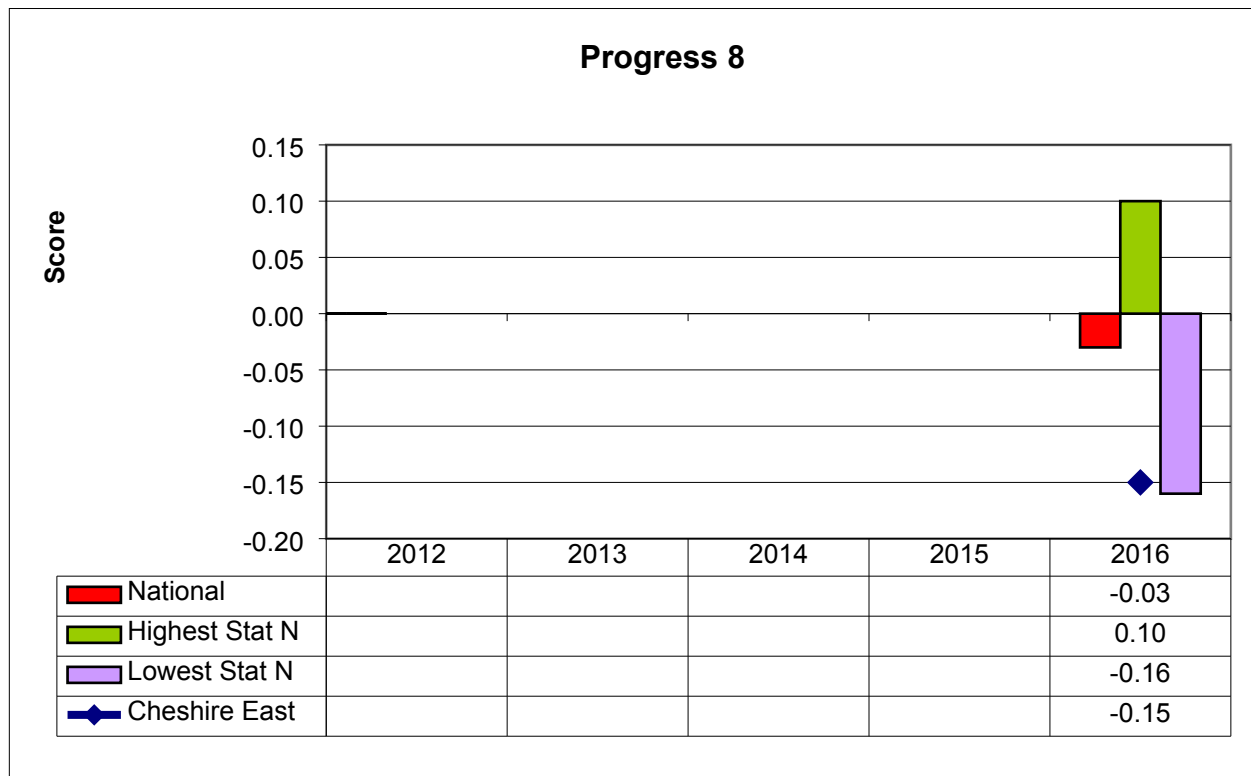 Progress 8
Score
0.15
0.10
0.05
0.00
-0.05
-0.10
-0.15
-0.20
2012 2013 2014 2015 2016
National -0.03
Highest Stat N 0.10
Lowest Stat N -0.16
Cheshire East -0.15